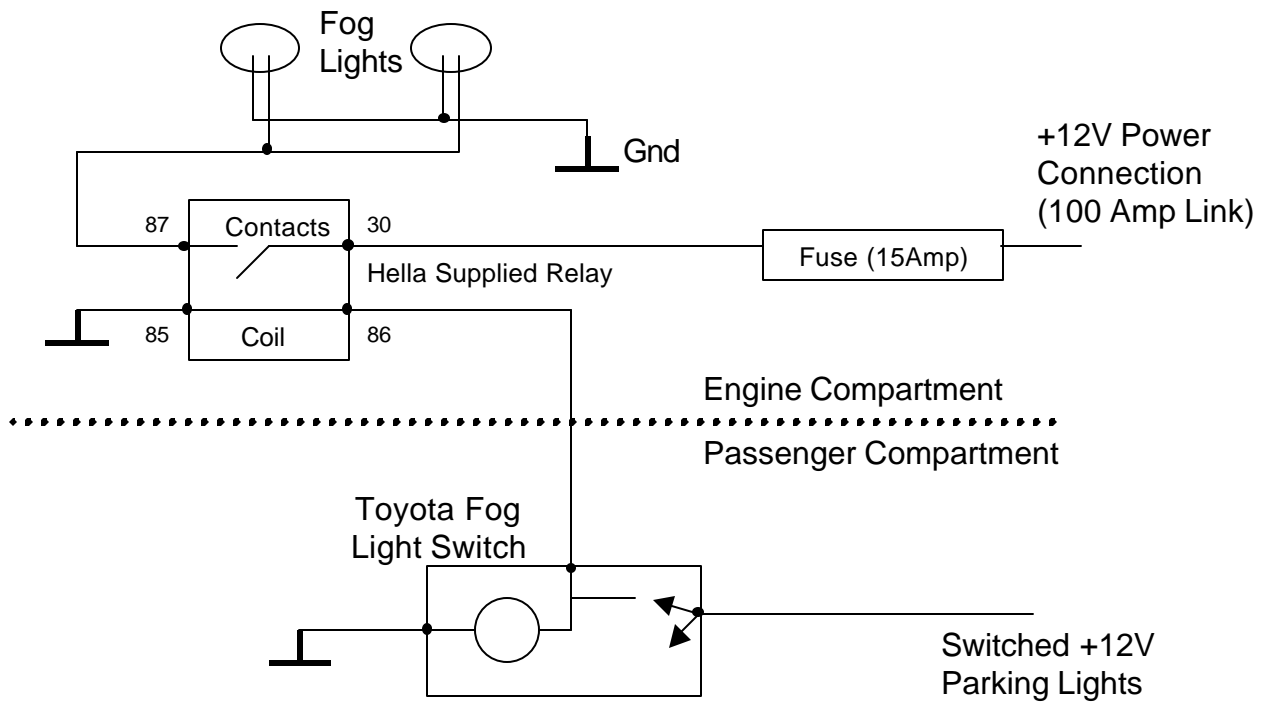 Fog
Lights
Gnd
+12V Power
Connection
(100 Amp Link)
87
Contacts
30
Fuse (15Amp)
Hella Supplied Relay
85
Coil
86
Engine Compartment
Passenger Compartment
Toyota Fog
Light Switch
Switched +12V
Parking Lights